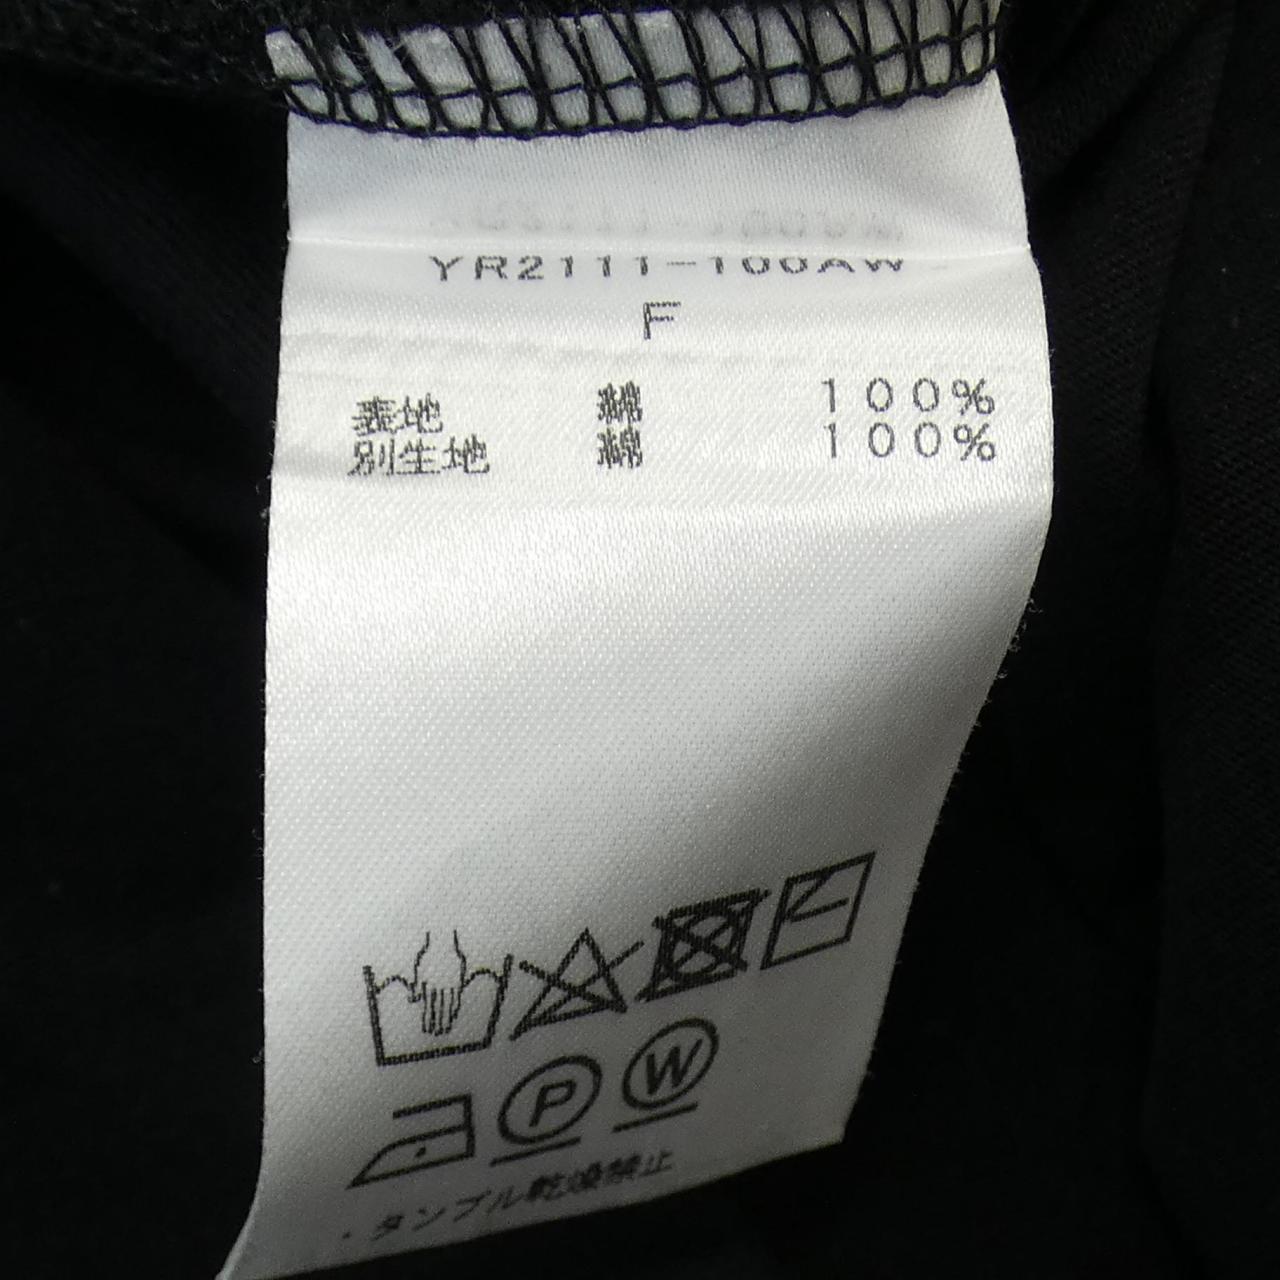 YR2111-100AW
F
表地 綿 100%
別生地 綿 100%
P W
・タンブル乾燥禁止